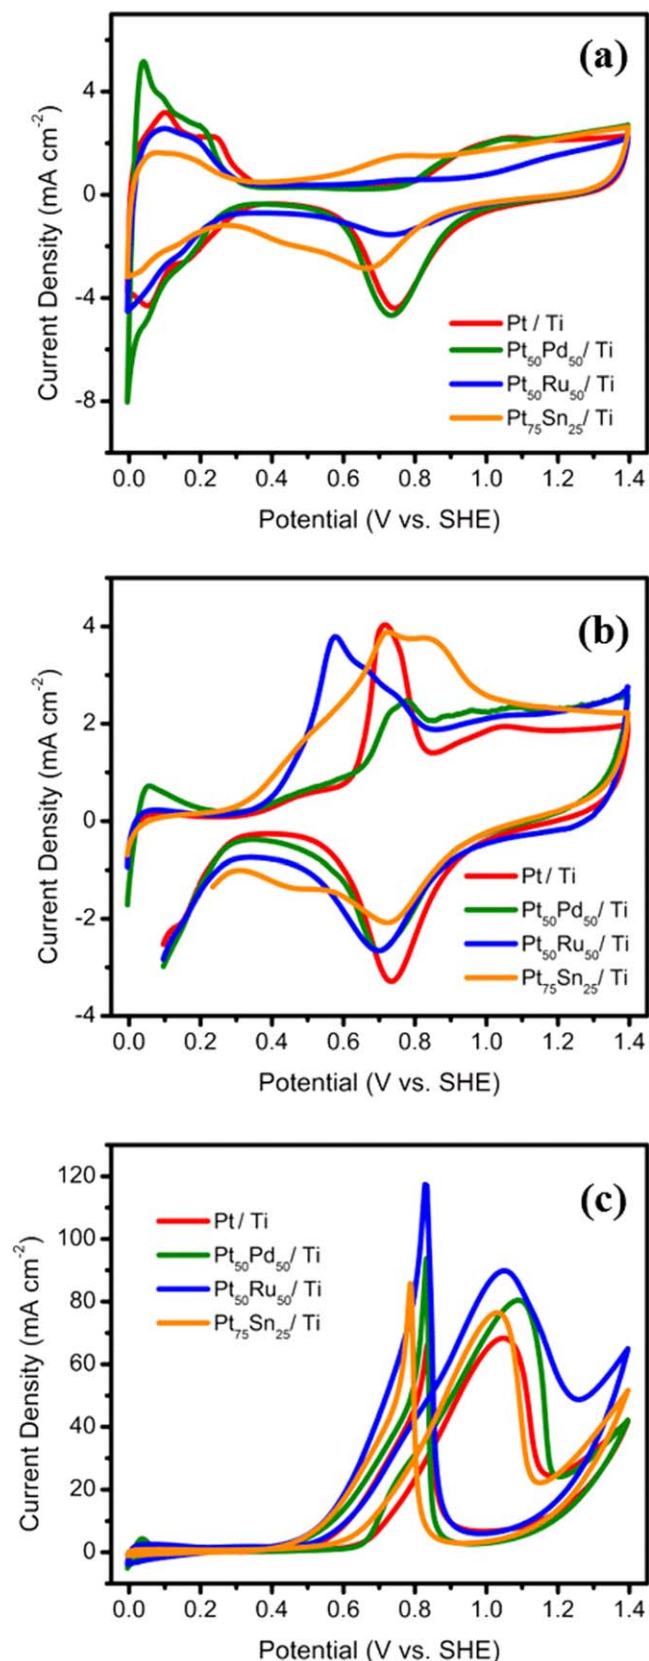 (a)
Current Density (mA cm⁻²)
4
0
-4
-8
Pt / Ti
Pt₅₀Pd₅₀/ Ti
Pt₅₀Ru₅₀/ Ti
Pt₇₅Sn₂₅/ Ti
0.0 0.2 0.4 0.6 0.8 1.0 1.2 1.4
Potential (V vs. SHE)
(b)
Current Density (mA cm⁻²)
4
2
0
-2
-4
Pt / Ti
Pt₅₀Pd₅₀/ Ti
Pt₅₀Ru₅₀/ Ti
Pt₇₅Sn₂₅/ Ti
0.0 0.2 0.4 0.6 0.8 1.0 1.2 1.4
Potential (V vs. SHE)
(c)
Current Density (mA cm⁻²)
120
100
80
60
40
20
0
Pt / Ti
Pt₅₀Pd₅₀/ Ti
Pt₅₀Ru₅₀/ Ti
Pt₇₅Sn₂₅/ Ti
0.0 0.2 0.4 0.6 0.8 1.0 1.2 1.4
Potential (V vs. SHE)